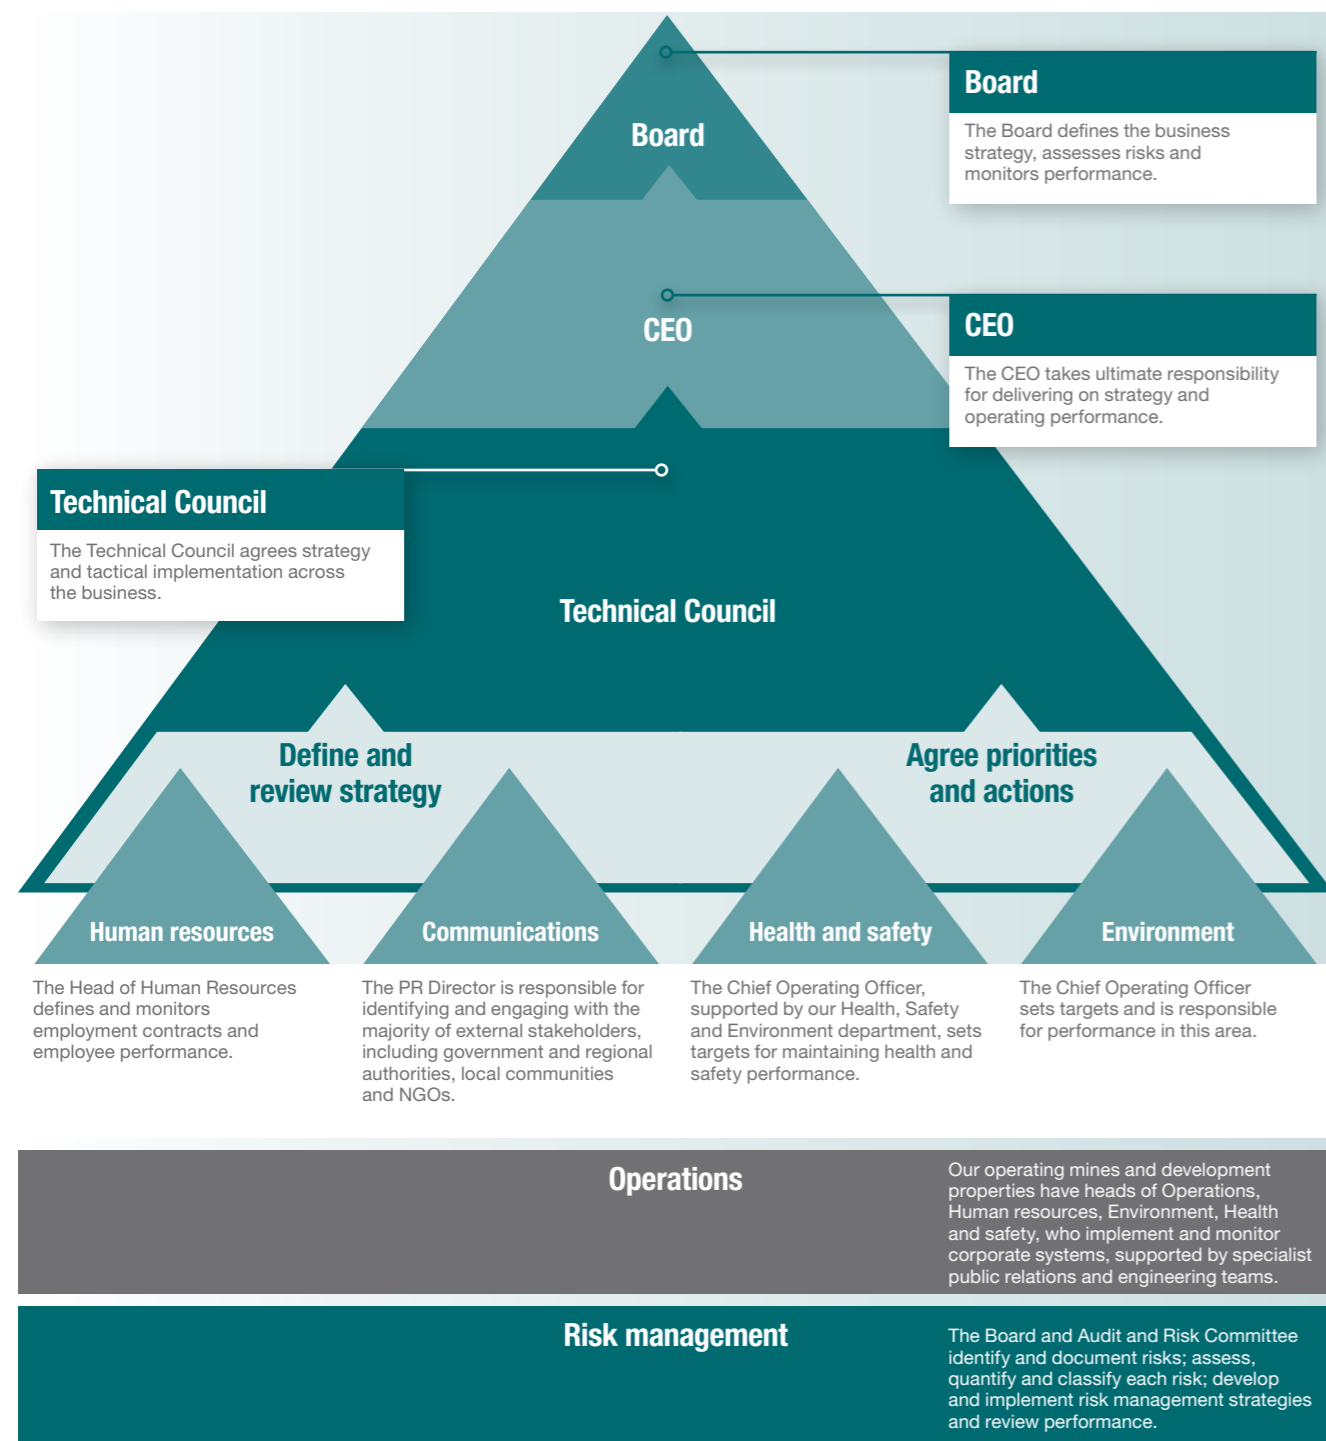 Board
Board
The Board defines the business
strategy, assesses risks and
monitors performance.
CEO
CEO
The CEO takes ultimate responsibility
for delivering on strategy and
operating performance.
Technical Council
The Technical Council agrees strategy
and tactical implementation across
the business.
Technical Council
Define and
review strategy
Agree priorities
and actions
Human resources
The Head of Human Resources
defines and monitors
employment contracts and
employee performance.
Communications
The PR Director is responsible for
identifying and engaging with the
majority of external stakeholders,
including government and regional
authorities, local communities
and NGOs.
Health and safety
The Chief Operating Officer,
supported by our Health, Safety
and Environment department, sets
targets for maintaining health and
safety performance.
Environment
The Chief Operating Officer
sets targets and is responsible
for performance in this area.
Operations
Our operating mines and development
properties have heads of Operations,
Human resources, Environment, Health
and safety, who implement and monitor
corporate systems, supported by specialist
public relations and engineering teams.
Risk management
The Board and Audit and Risk Committee
identify and document risks; assess,
quantify and classify each risk; develop
and implement risk management strategies
and review performance.